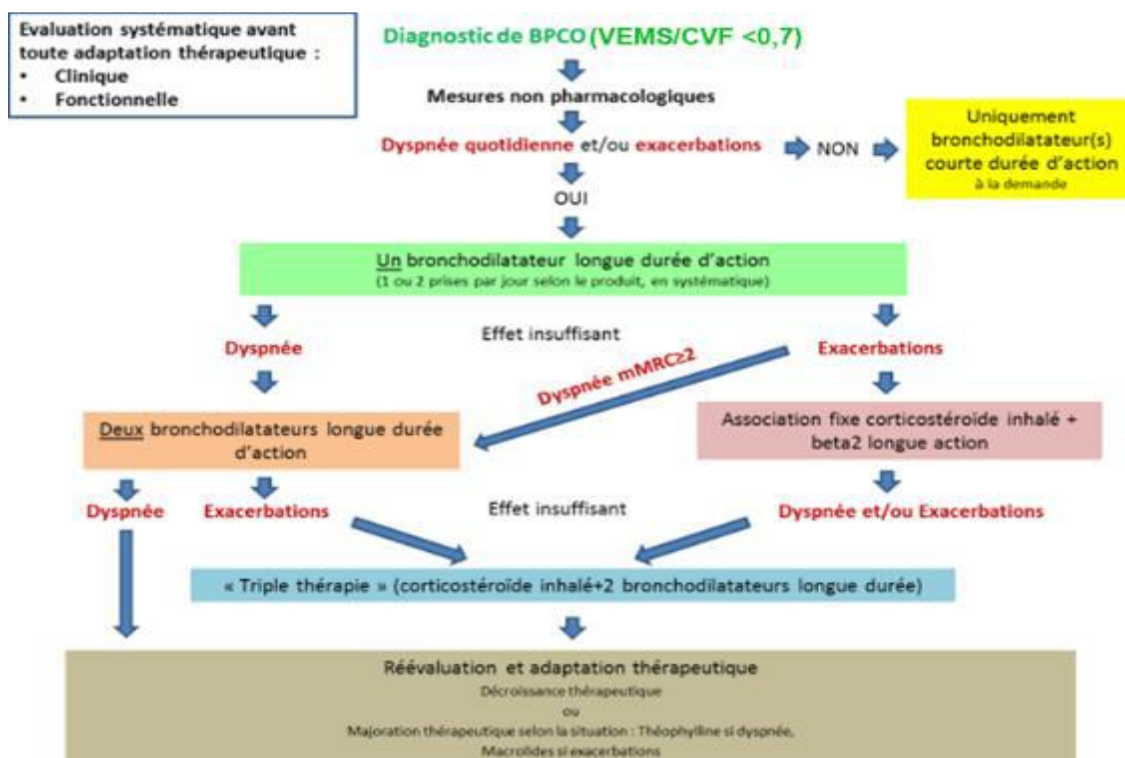 Evaluation systématique avant
toute adaptation thérapeutique :
• Clinique
• Fonctionnelle
Diagnostic de BPCO (VEMS/CVF <0,7)
Mesures non pharmacologiques
Dyspnée quotidienne et/ou exacerbations
NON
Uniquement
bronchodilatateur(s)
courte durée d’action
à la demande
OUI
Un bronchodilatateur longue durée d’action
(1 ou 2 prises par jour selon le produit, en systématique)
Effet insuffisant
Dyspnée
Exacerbations
Dyspnée mMRC≥2
Deux bronchodilatateurs longue durée
d’action
Association fixe corticostéroïde inhalé +
beta2 longue action
Dyspnée
Exacerbations
Effet insuffisant
Dyspnée et/ou Exacerbations
« Triple thérapie » (corticostéroïde inhalé+2 bronchodilatateurs longue durée)
Réévaluation et adaptation thérapeutique
Décroissance thérapeutique
ou
Majoration thérapeutique selon la situation : Théophylline si dyspnée,
Macrolides si exacerbations